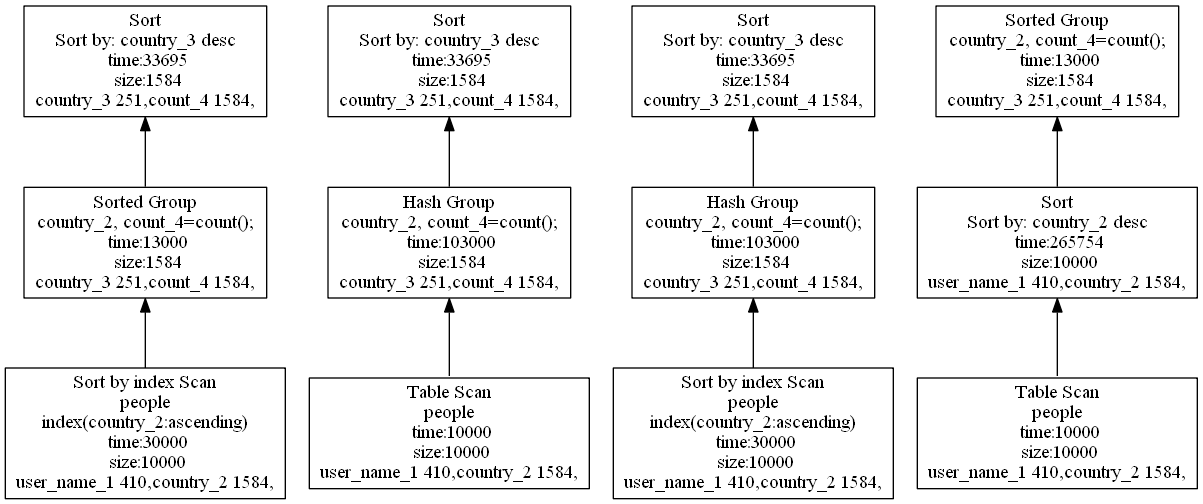 Sort
Sort by: country_3 desc
time:33695
size:1584
country_3 251,count_4 1584,
Sorted Group
country_2, count_4=count();
time:13000
size:1584
country_3 251,count_4 1584,
Sort by index Scan
people
index(country_2:ascending)
time:30000
size:10000
user_name_1 410,country_2 1584,
Sort
Sort by: country_3 desc
time:33695
size:1584
country_3 251,count_4 1584,
Hash Group
country_2, count_4=count();
time:103000
size:1584
country_3 251,count_4 1584,
Table Scan
people
time:10000
size:10000
user_name_1 410,country_2 1584,
Sort
Sort by: country_3 desc
time:33695
size:1584
country_3 251,count_4 1584,
Hash Group
country_2, count_4=count();
time:103000
size:1584
country_3 251,count_4 1584,
Sort by index Scan
people
index(country_2:ascending)
time:30000
size:10000
user_name_1 410,country_2 1584,
Sorted Group
country_2, count_4=count();
time:13000
size:1584
country_3 251,count_4 1584,
Sort
Sort by: country_2 desc
time:265754
size:10000
user_name_1 410,country_2 1584,
Table Scan
people
time:10000
size:10000
user_name_1 410,country_2 1584,